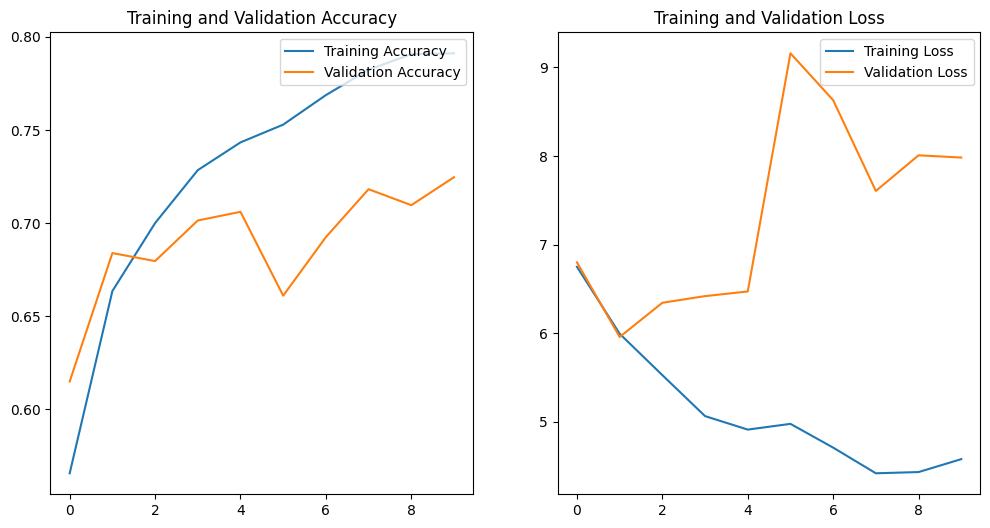 Training and Validation Accuracy
Training Accuracy
Validation Accuracy
0.80
0.75
0.70
0.65
0.60
0 2 4 6 8
Training and Validation Loss
Training Loss
Validation Loss
9
8
7
6
5
0 2 4 6 8